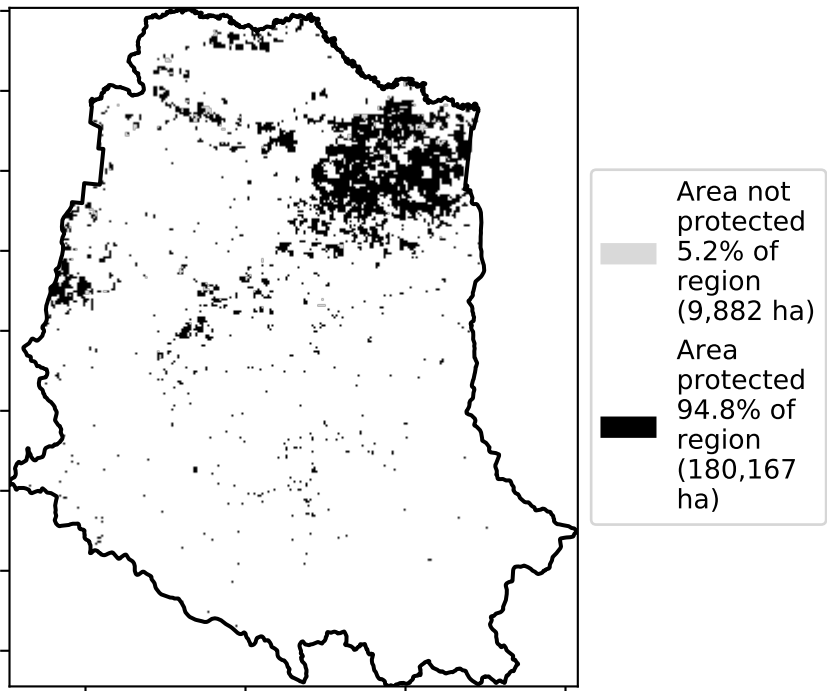 Area not
protected
5.2% of
region
(9,882 ha)
Area
protected
94.8% of
region
(180,167
ha)